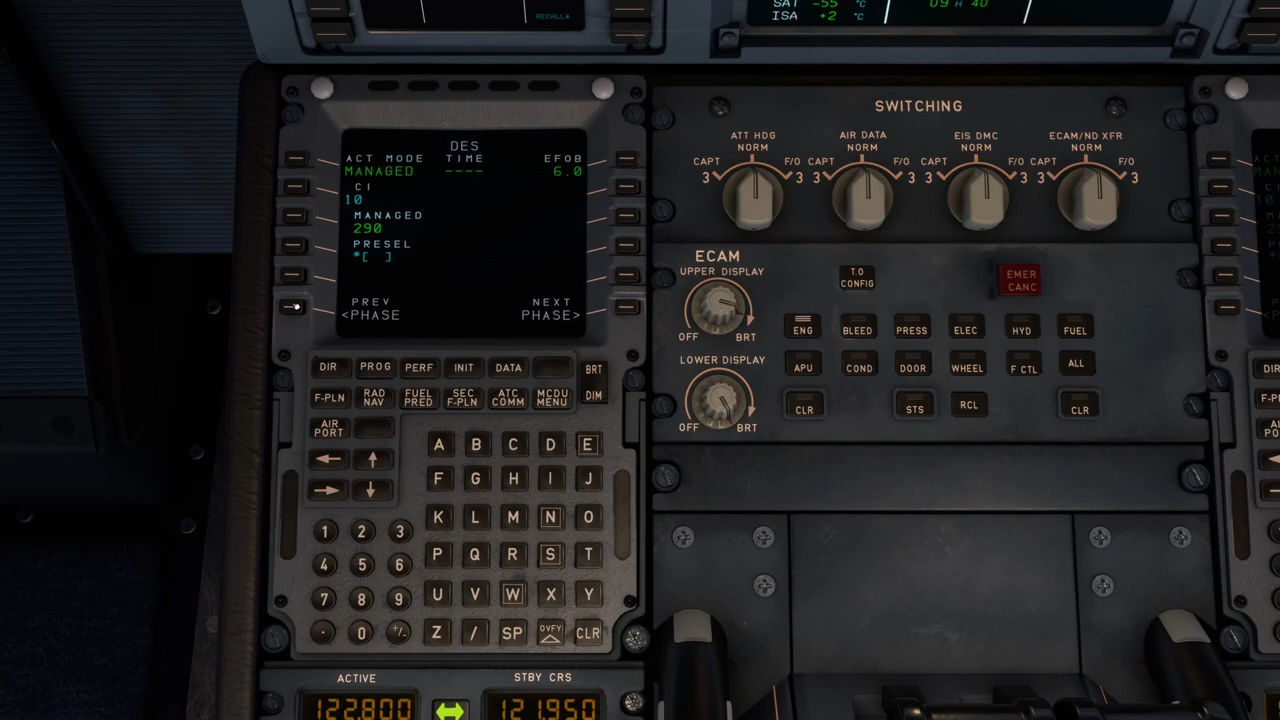 RECALL*
SAT -55 °C
ISA +2 °C
09 H 40
DES
ACT MODE TIME EFOB
MANAGED ---- 6.0
CI
10
MANAGED
290
PRESEL
*[ ]
PREV NEXT
<PHASE PHASE>
DIR PROG PERF INIT DATA
BRT
DIM
F-PLN RAD NAV FUEL PRED SEC F-PLN ATC COMM MCDU MENU
AIR PORT
← ↑
→ ↓
A B C D E
F G H I J
K L M N O
P Q R S T
U V W X Y
Z / SP OVFY CLR
1 2 3
4 5 6
7 8 9
. 0 +/-
ACTIVE STBY CRS
122.800 121.950
SWITCHING
ATT HDG AIR DATA EIS DMC ECAM/ND XFR
NORM NORM NORM NORM
CAPT F/O CAPT F/O CAPT F/O CAPT F/O
3 3 3 3 3 3 3 3
ECAM
UPPER DISPLAY
OFF BRT
LOWER DISPLAY
OFF BRT
T.O CONFIG
EMER CANC
ENG BLEED PRESS ELEC HYD FUEL
APU COND DOOR WHEEL F CTL ALL
CLR STS RCL CLR